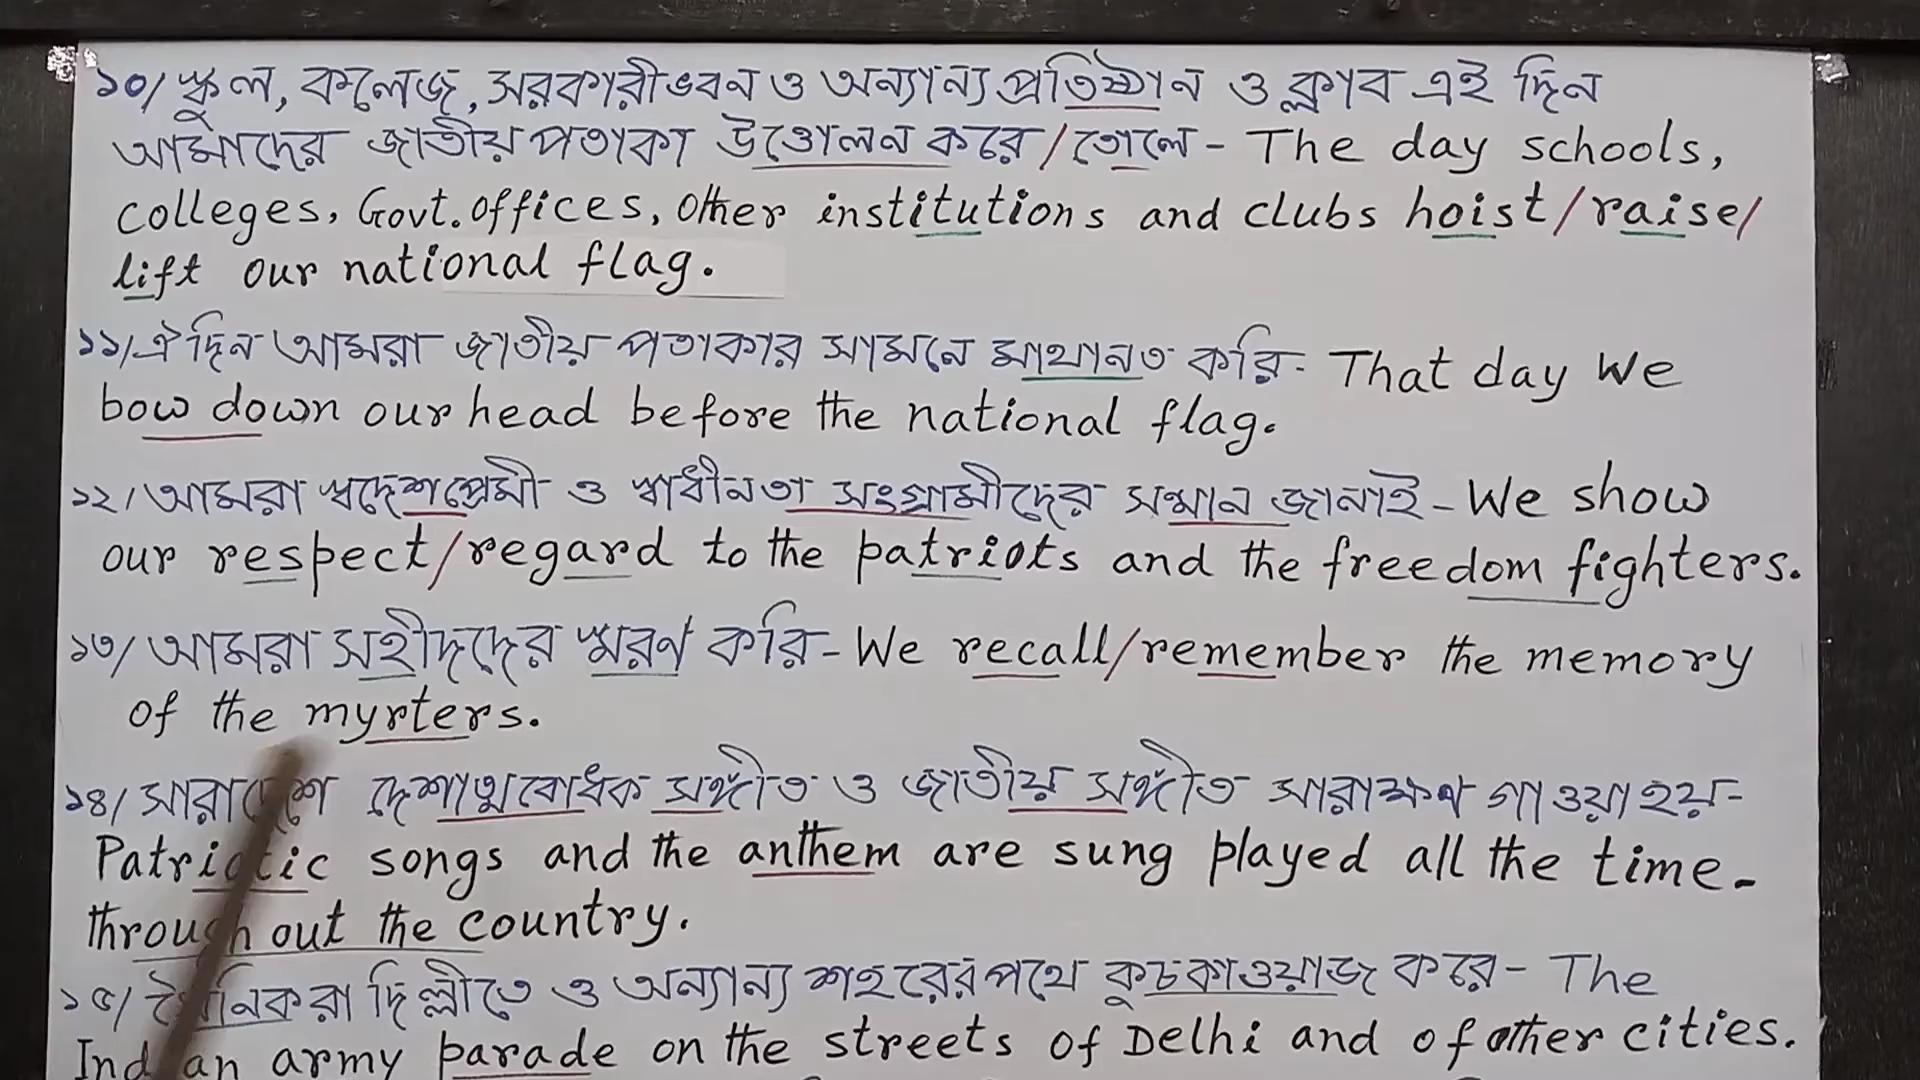 ১০/ স্কুল, কলেজ, সরকারী ভবন ও অন্যান্য প্রতিষ্ঠান ও ক্লাব এই দিন
আমাদের জাতীয় পতাকা উত্তোলন করে/তোলে - The day schools,
colleges, Govt. offices, other institutions and clubs hoist/raise/
lift our national flag.
১১/ ঐ দিন আমরা জাতীয় পতাকার সামনে মাথানত করি - That day we
bow down our head before the national flag.
১২/ আমরা স্বদেশপ্রেমী ও স্বাধীনতা সংগ্রামীদের সম্মান জানাই - We show
our respect/regard to the patriots and the freedom fighters.
১৩/ আমরা সহীদদের স্মরণ করি - We recall/remember the memory
of the myrters.
১৪/ সারাদেশে দেশাত্মবোধক সঙ্গীত ও জাতীয় সঙ্গীত সারাক্ষণ গাওয়া হয় -
Patriotic songs and the anthem are sung played all the time -
through out the country.
১৫/ সৈনিকরা দিল্লীতে ও অন্যান্য শহরের পথে কুচকাওয়াজ করে - The
Indian army parade on the streets of Delhi and of other cities.